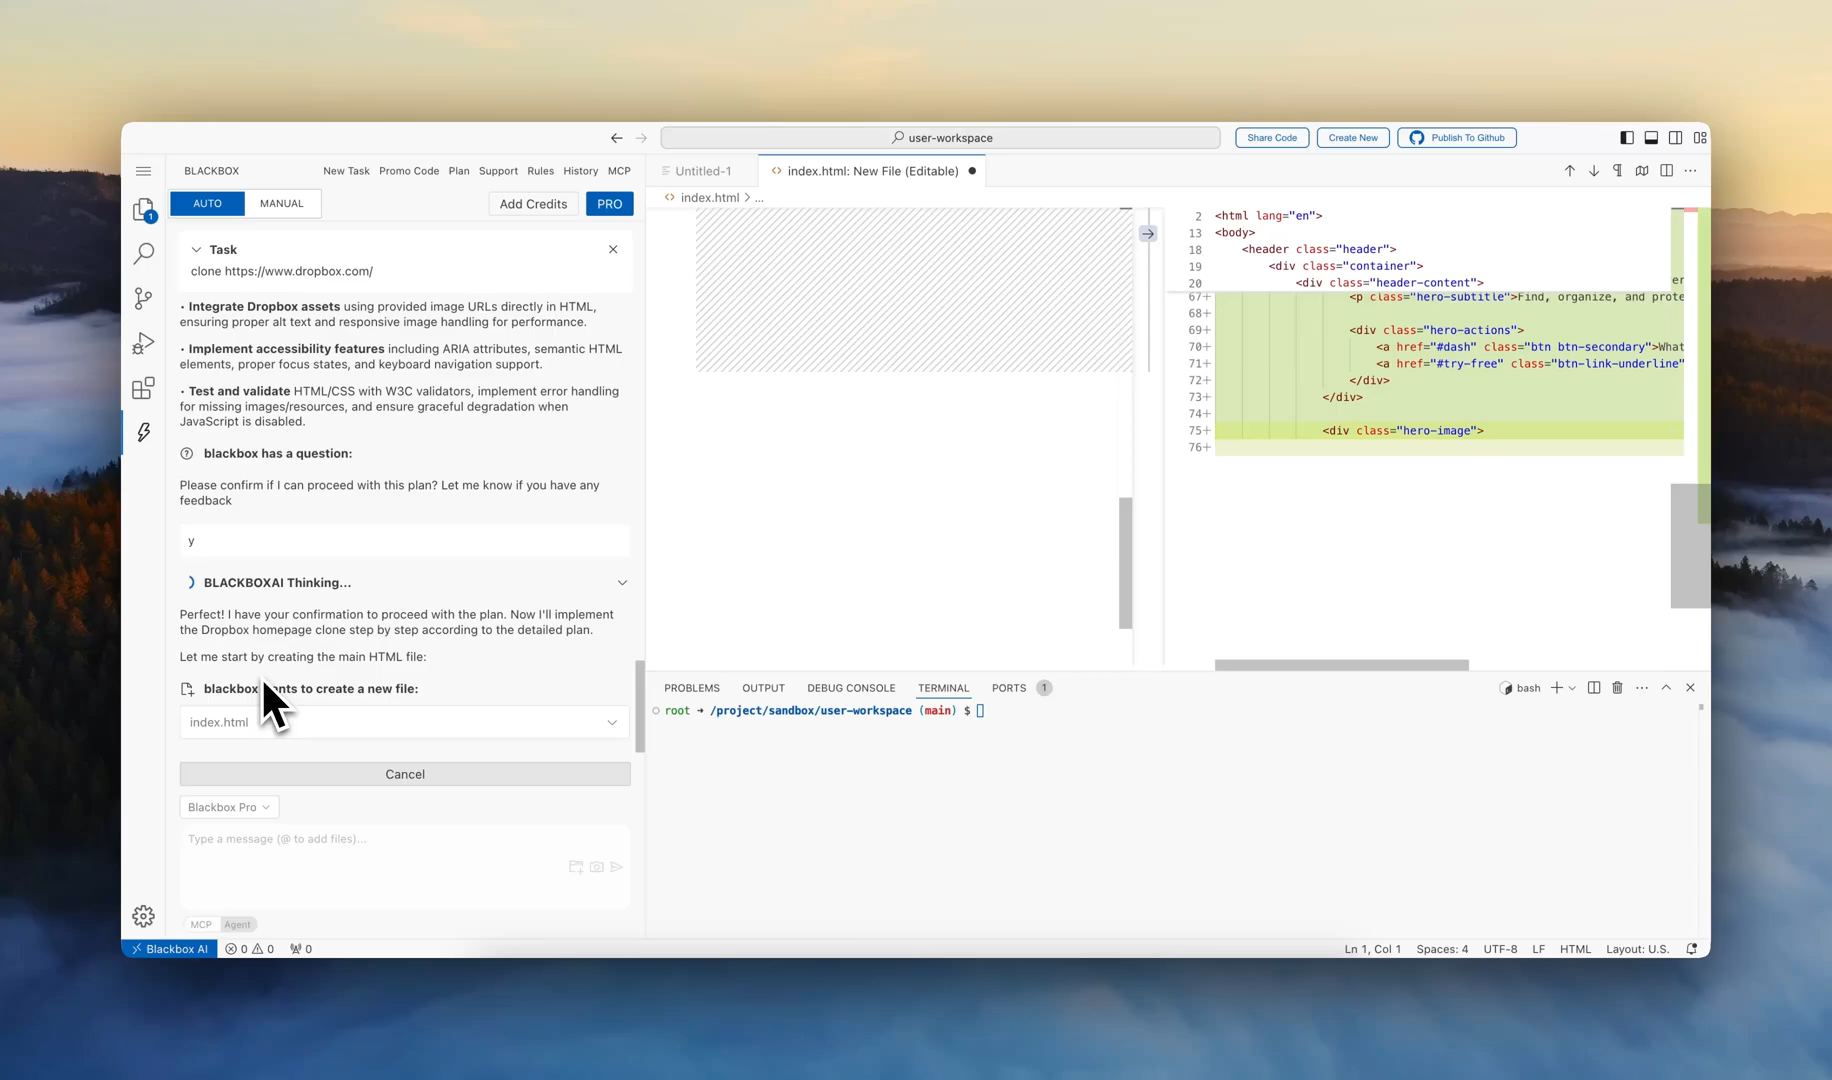 user-workspace
Share Code
Create New
Publish To Github
BLACKBOX
New Task
Promo Code
Plan
Support
Rules
History
MCP
AUTO
MANUAL
Add Credits
PRO
1
Task
clone https://www.dropbox.com/
• Integrate Dropbox assets using provided image URLs directly in HTML,
ensuring proper alt text and responsive image handling for performance.
• Implement accessibility features including ARIA attributes, semantic HTML
elements, proper focus states, and keyboard navigation support.
• Test and validate HTML/CSS with W3C validators, implement error handling
for missing images/resources, and ensure graceful degradation when
JavaScript is disabled.
blackbox has a question:
Please confirm if I can proceed with this plan? Let me know if you have any
feedback
y
BLACKBOXAI Thinking...
Perfect! I have your confirmation to proceed with the plan. Now I'll implement
the Dropbox homepage clone step by step according to the detailed plan.
Let me start by creating the main HTML file:
blackbox to create a new file:
index.html
Cancel
Blackbox Pro
Type a message (@ to add files)...
MCP
Agent
Untitled-1
<> index.html: New File (Editable)
<> index.html > ...
2 <html lang="en">
13 <body>
18 <header class="header">
19 <div class="container">
20 <div class="header-content">
67+ <p class="hero-subtitle">Find, organize, and prote
68+
69+ <div class="hero-actions">
70+ <a href="#dash" class="btn btn-secondary">What
71+ <a href="#try-free" class="btn-link-underline"
72+ </div>
73+ </div>
74+
75+ <div class="hero-image">
76+
PROBLEMS
OUTPUT
DEBUG CONSOLE
TERMINAL
PORTS
1
bash
root ➜ /project/sandbox/user-workspace (main) $
Blackbox AI
0
0
0
Ln 1, Col 1
Spaces: 4
UTF-8
LF
HTML
Layout: U.S.